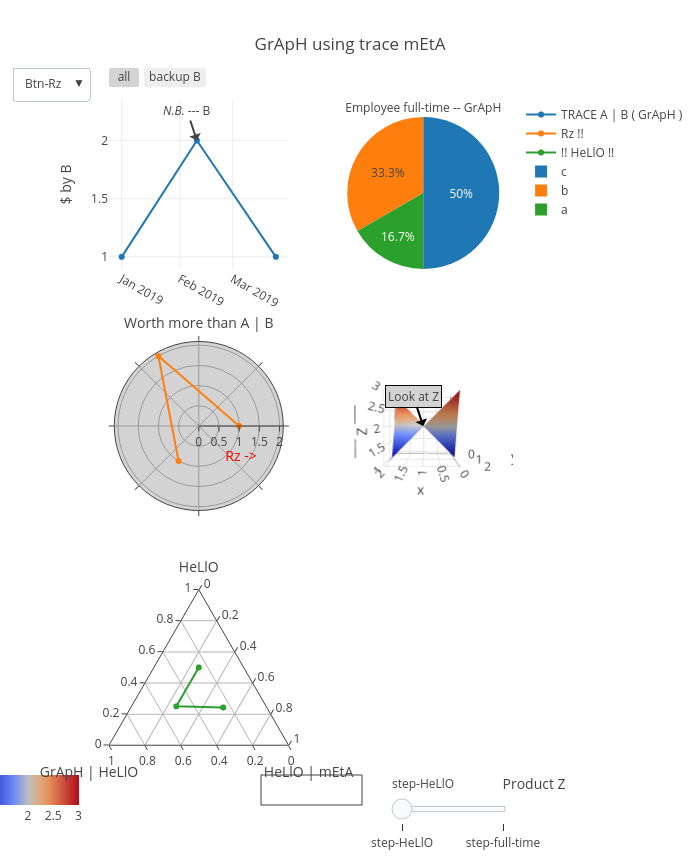 GrApH using trace mEtA
Btn-Rz ▼
all
backup B
N.B. --- B
$ by B
2
1.5
1
Jan 2019
Feb 2019
Mar 2019
Employee full-time -- GrApH
33.3%
50%
16.7%
TRACE A | B ( GrApH )
Rz !!
!! HeLlO !!
c
b
a
Worth more than A | B
0 0.5 1 1.5 2
Rz ->
Look at Z
3
2.5
2
1.5
| Z |
2 1.5 1 0.5 0
x
0 1 2
HeLlO
1 0
0.8 0.2
0.6 0.4
0.4 0.6
0.2 0.8
0 1
1 0.8 0.6 0.4 0.2 0
GrApH | HeLlO
2 2.5 3
HeLlO | mEtA
step-HeLlO
Product Z
step-HeLlO
step-full-time